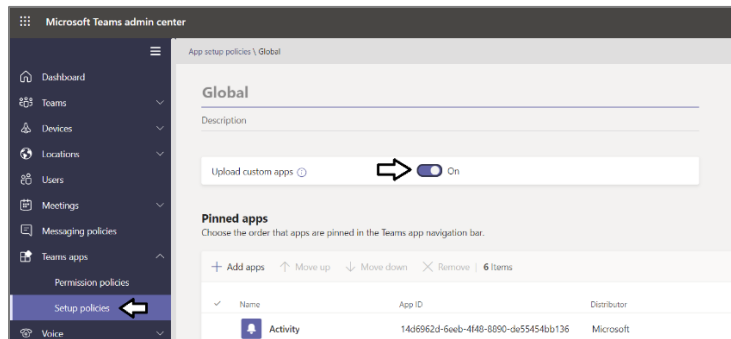 Microsoft Teams admin center
App setup policies \ Global
Dashboard
Teams
Devices
Locations
Users
Meetings
Messaging policies
Teams apps
Permission policies
Setup policies
Voice
Global
Description
Upload custom apps
On
Pinned apps
Choose the order that apps are pinned in the Teams app navigation bar.
+ Add apps ↑ Move up ↓ Move down × Remove | 6 Items
✓ Name App ID Distributor
Activity 14d6962d-6eeb-4f48-8890-de55454bb136 Microsoft